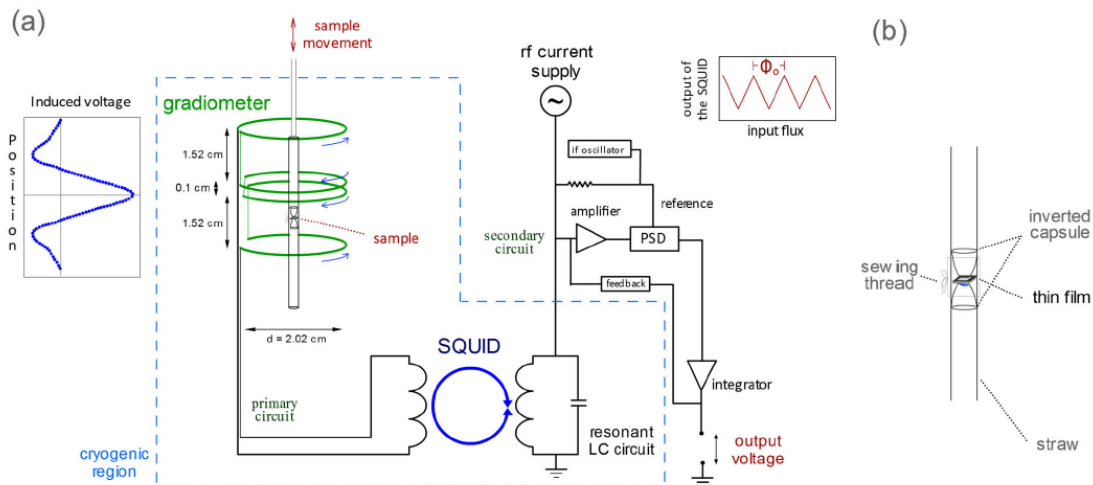 (a)
sample
movement
rf current
supply
output of
the SQUID
Φo
input flux
(b)
Induced voltage
Position
gradiometer
1.52 cm
0.1 cm
1.52 cm
sample
d = 2.02 cm
if oscillator
reference
amplifier
PSD
secondary
circuit
feedback
SQUID
primary
circuit
cryogenic
region
resonant
LC circuit
integrator
output
voltage
inverted
capsule
sewing
thread
thin film
straw